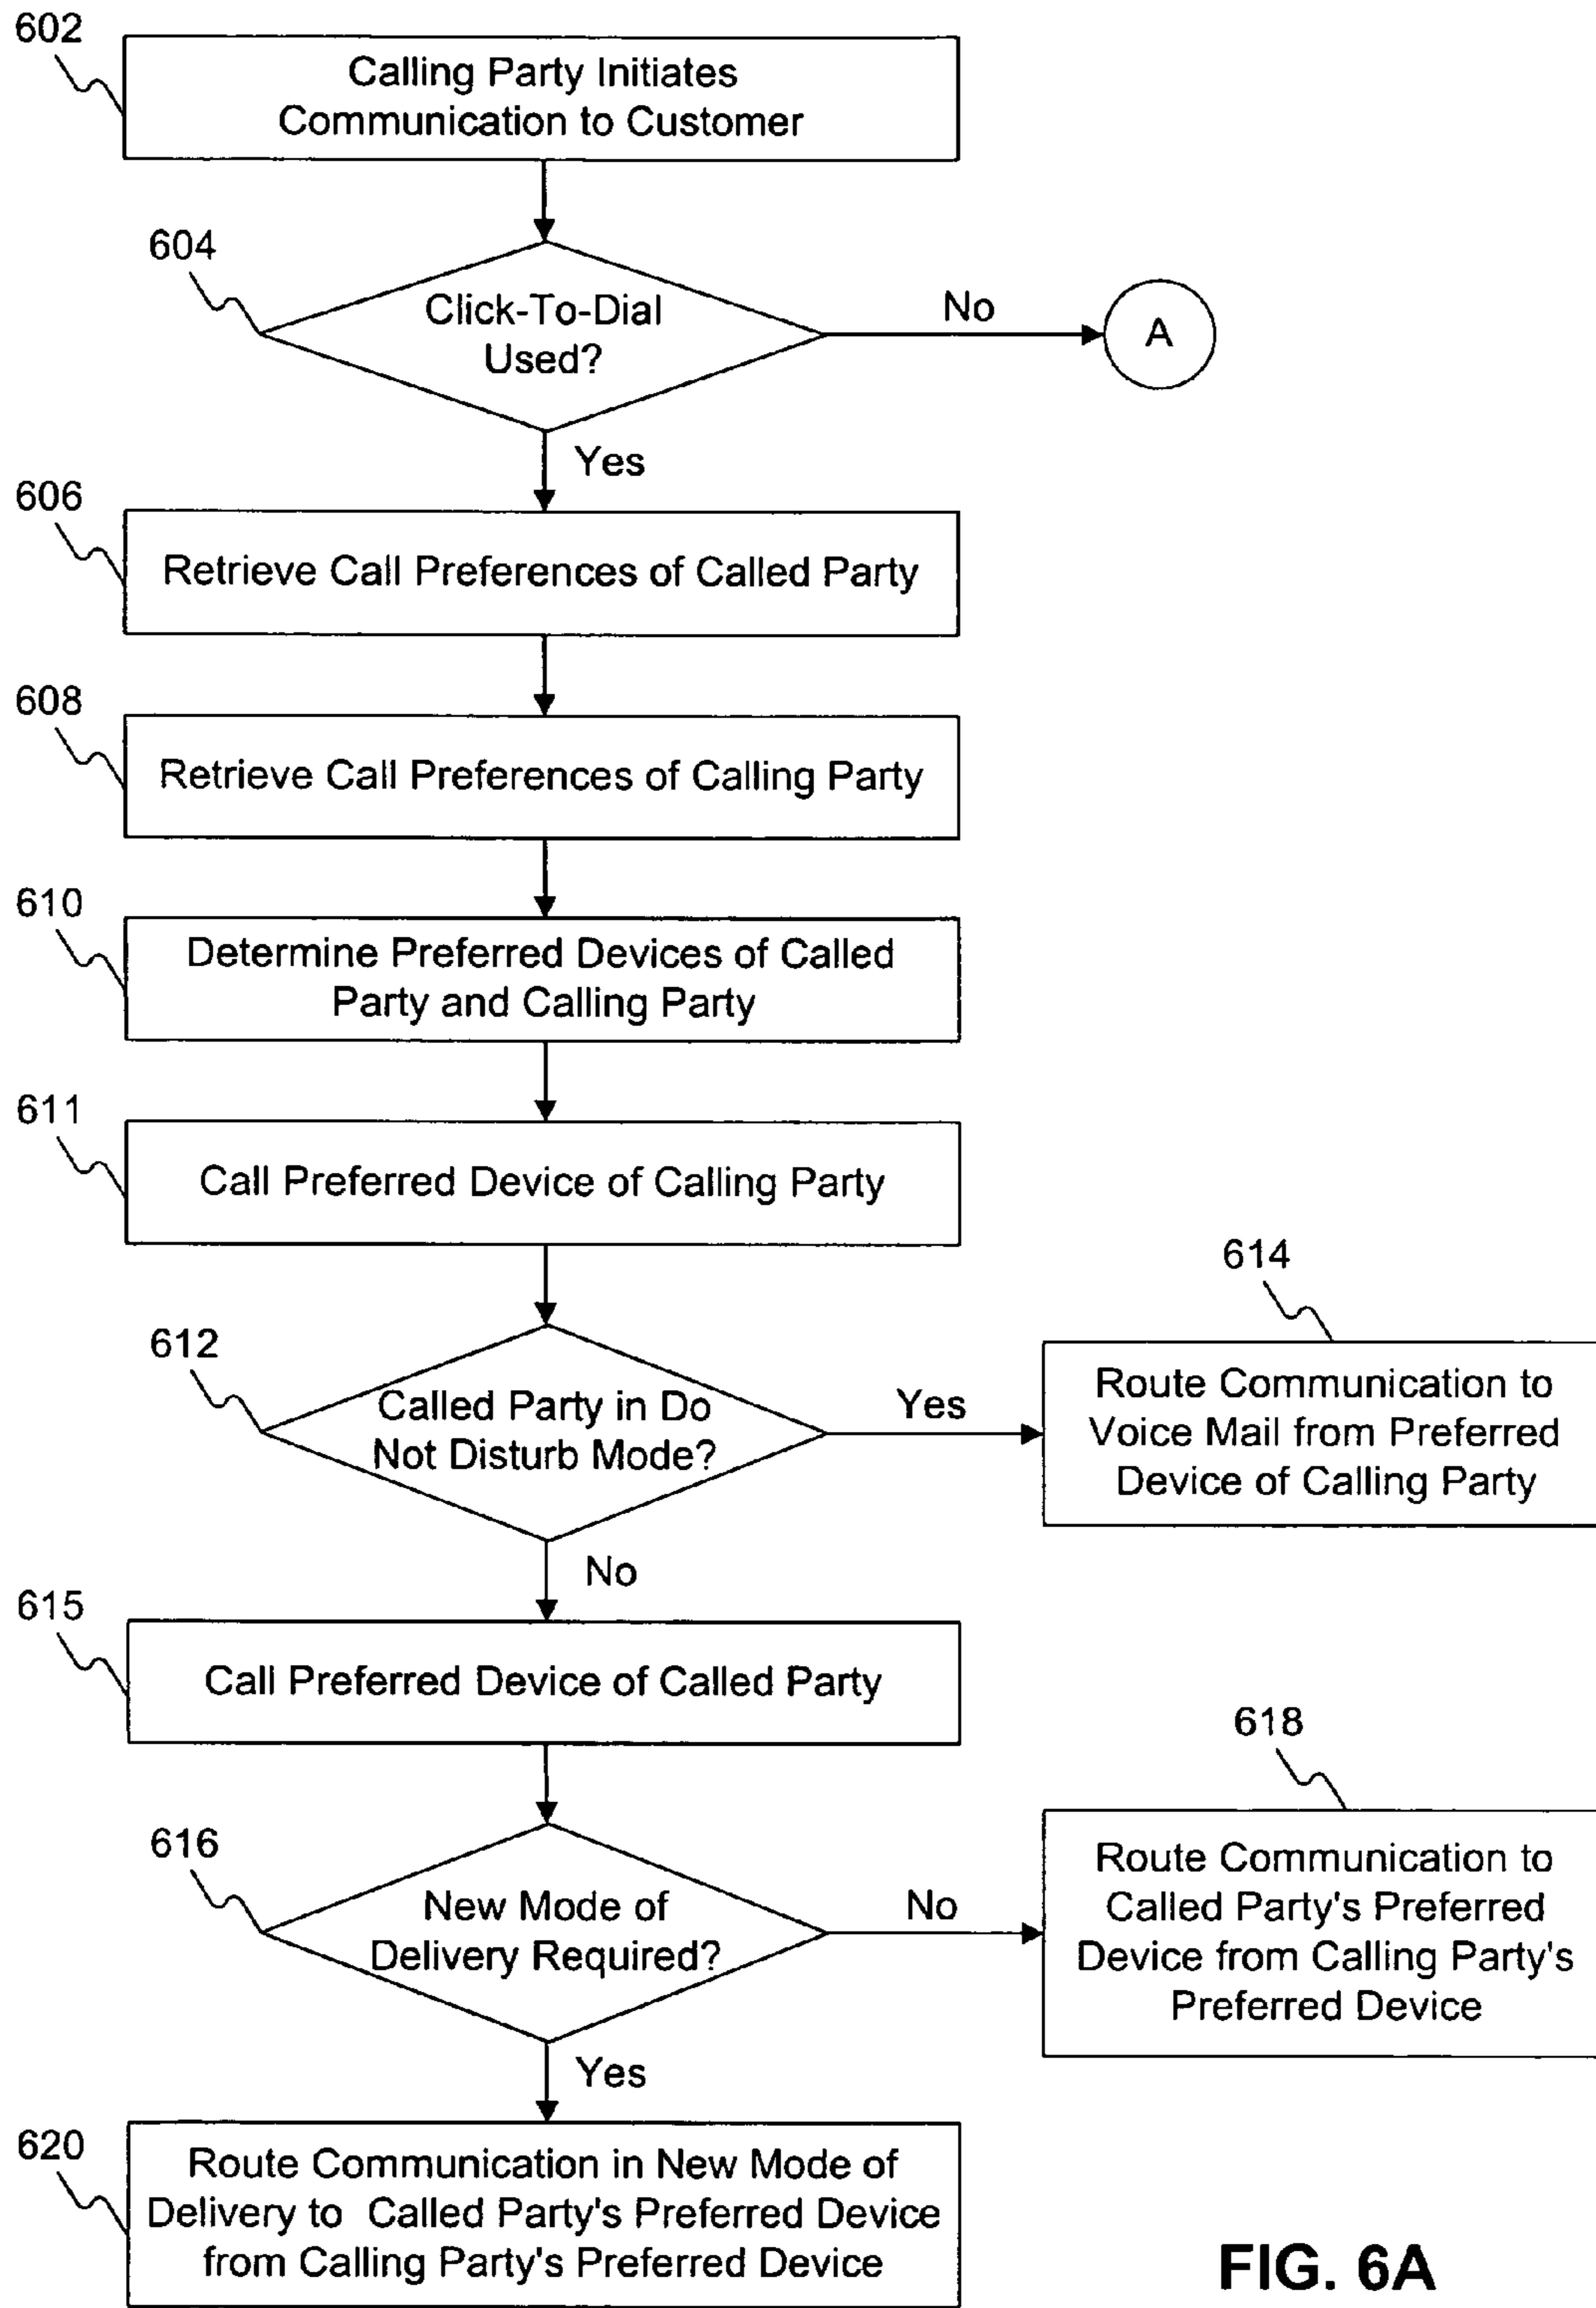 602
Calling Party Initiates
Communication to Customer
604
Click-To-Dial
Used?
No
A
Yes
606
Retrieve Call Preferences of Called Party
608
Retrieve Call Preferences of Calling Party
610
Determine Preferred Devices of Called
Party and Calling Party
611
Call Preferred Device of Calling Party
612
Called Party in Do
Not Disturb Mode?
Yes
614
Route Communication to
Voice Mail from Preferred
Device of Calling Party
No
615
Call Preferred Device of Called Party
616
New Mode of
Delivery Required?
No
618
Route Communication to
Called Party's Preferred
Device from Calling Party's
Preferred Device
Yes
620
Route Communication in New Mode of
Delivery to Called Party's Preferred Device
from Calling Party's Preferred Device
FIG. 6A